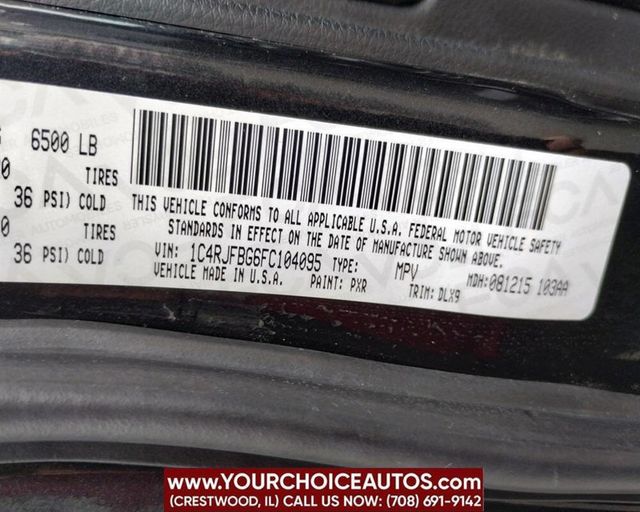 6500 LB
TIRES
36 PSI) COLD
TIRES
36 PSI) COLD
THIS VEHICLE CONFORMS TO ALL APPLICABLE U.S.A. FEDERAL MOTOR VEHICLE SAFETY
STANDARDS IN EFFECT ON THE DATE OF MANUFACTURE SHOWN ABOVE.
VIN: 1C4RJFBG6FC104095 TYPE: MPV MDH:081215 103AA
VEHICLE MADE IN U.S.A. PAINT: PXR TRIM: DLX9
WWW.YOURCHOICEAUTOS.COM
(CRESTWOOD, IL) CALL US NOW: (708) 691-9142